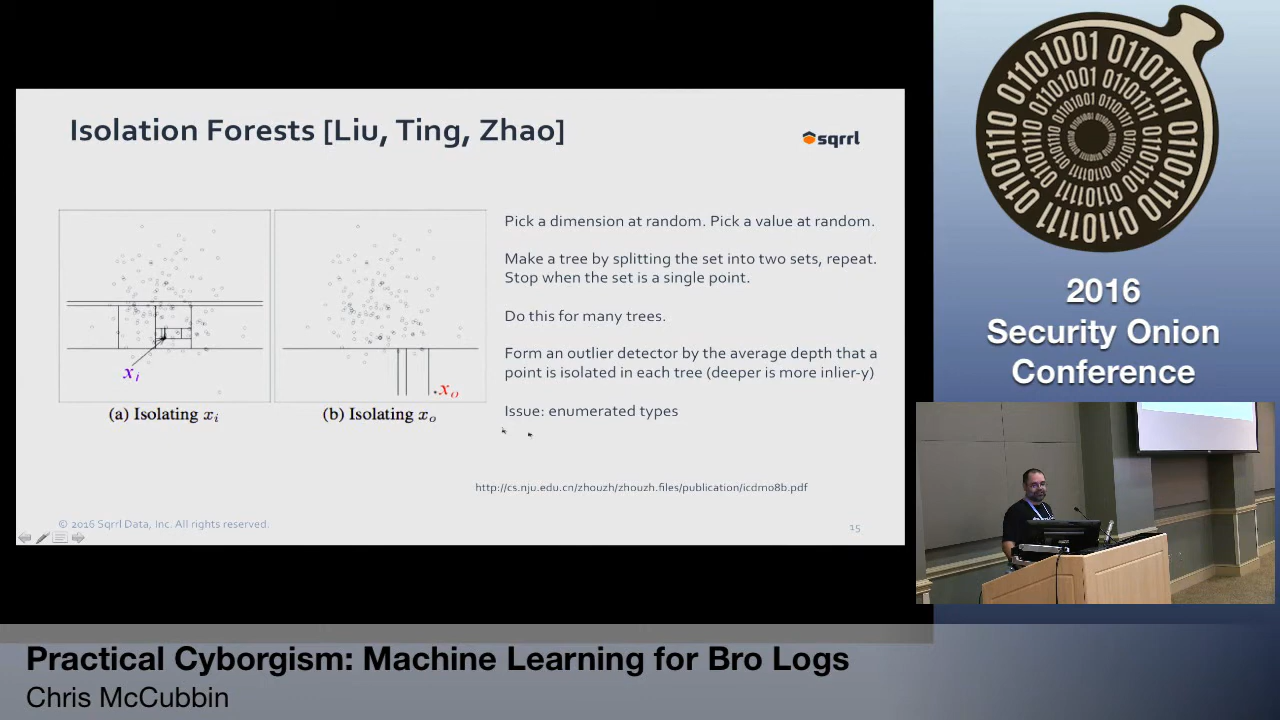 Isolation Forests [Liu, Ting, Zhao]
sqrrl
Pick a dimension at random. Pick a value at random.
Make a tree by splitting the set into two sets, repeat.
Stop when the set is a single point.
Do this for many trees.
Form an outlier detector by the average depth that a
point is isolated in each tree (deeper is more inlier-y)
Issue: enumerated types
xi
xo
(a) Isolating xi
(b) Isolating xo
http://cs.nju.edu.cn/zhouzh/zhouzh.files/publication/icdm08b.pdf
© 2016 Sqrrl Data, Inc. All rights reserved.
15
2016
Security Onion
Conference
Practical Cyborgism: Machine Learning for Bro Logs
Chris McCubbin